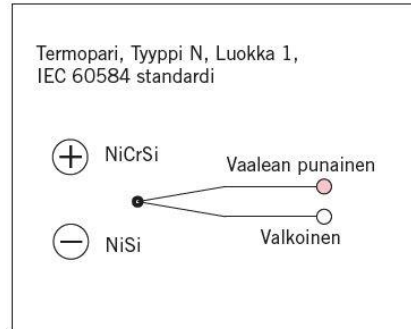 Termopari, Tyyppi N, Luokka 1,
IEC 60584 standardi
+ NiCrSi
Vaalean punainen
Valkoinen
− NiSi